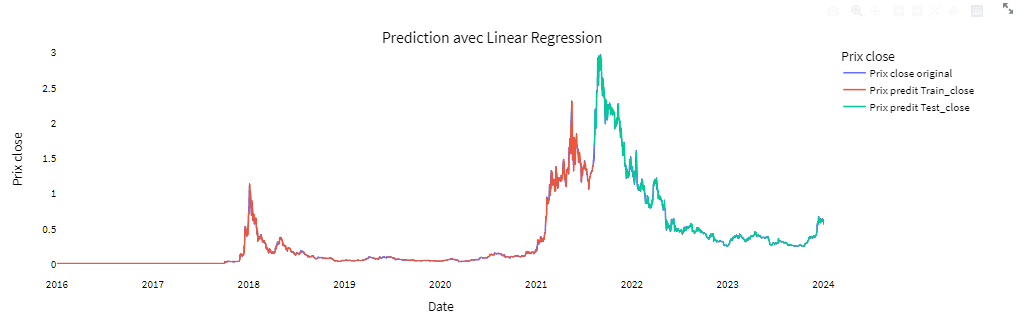 Prediction avec Linear Regression
Prix close
Prix close original
Prix predit Train_close
Prix predit Test_close
3
2.5
2
1.5
1
0.5
0
Prix close
2016 2017 2018 2019 2020 2021 2022 2023 2024
Date